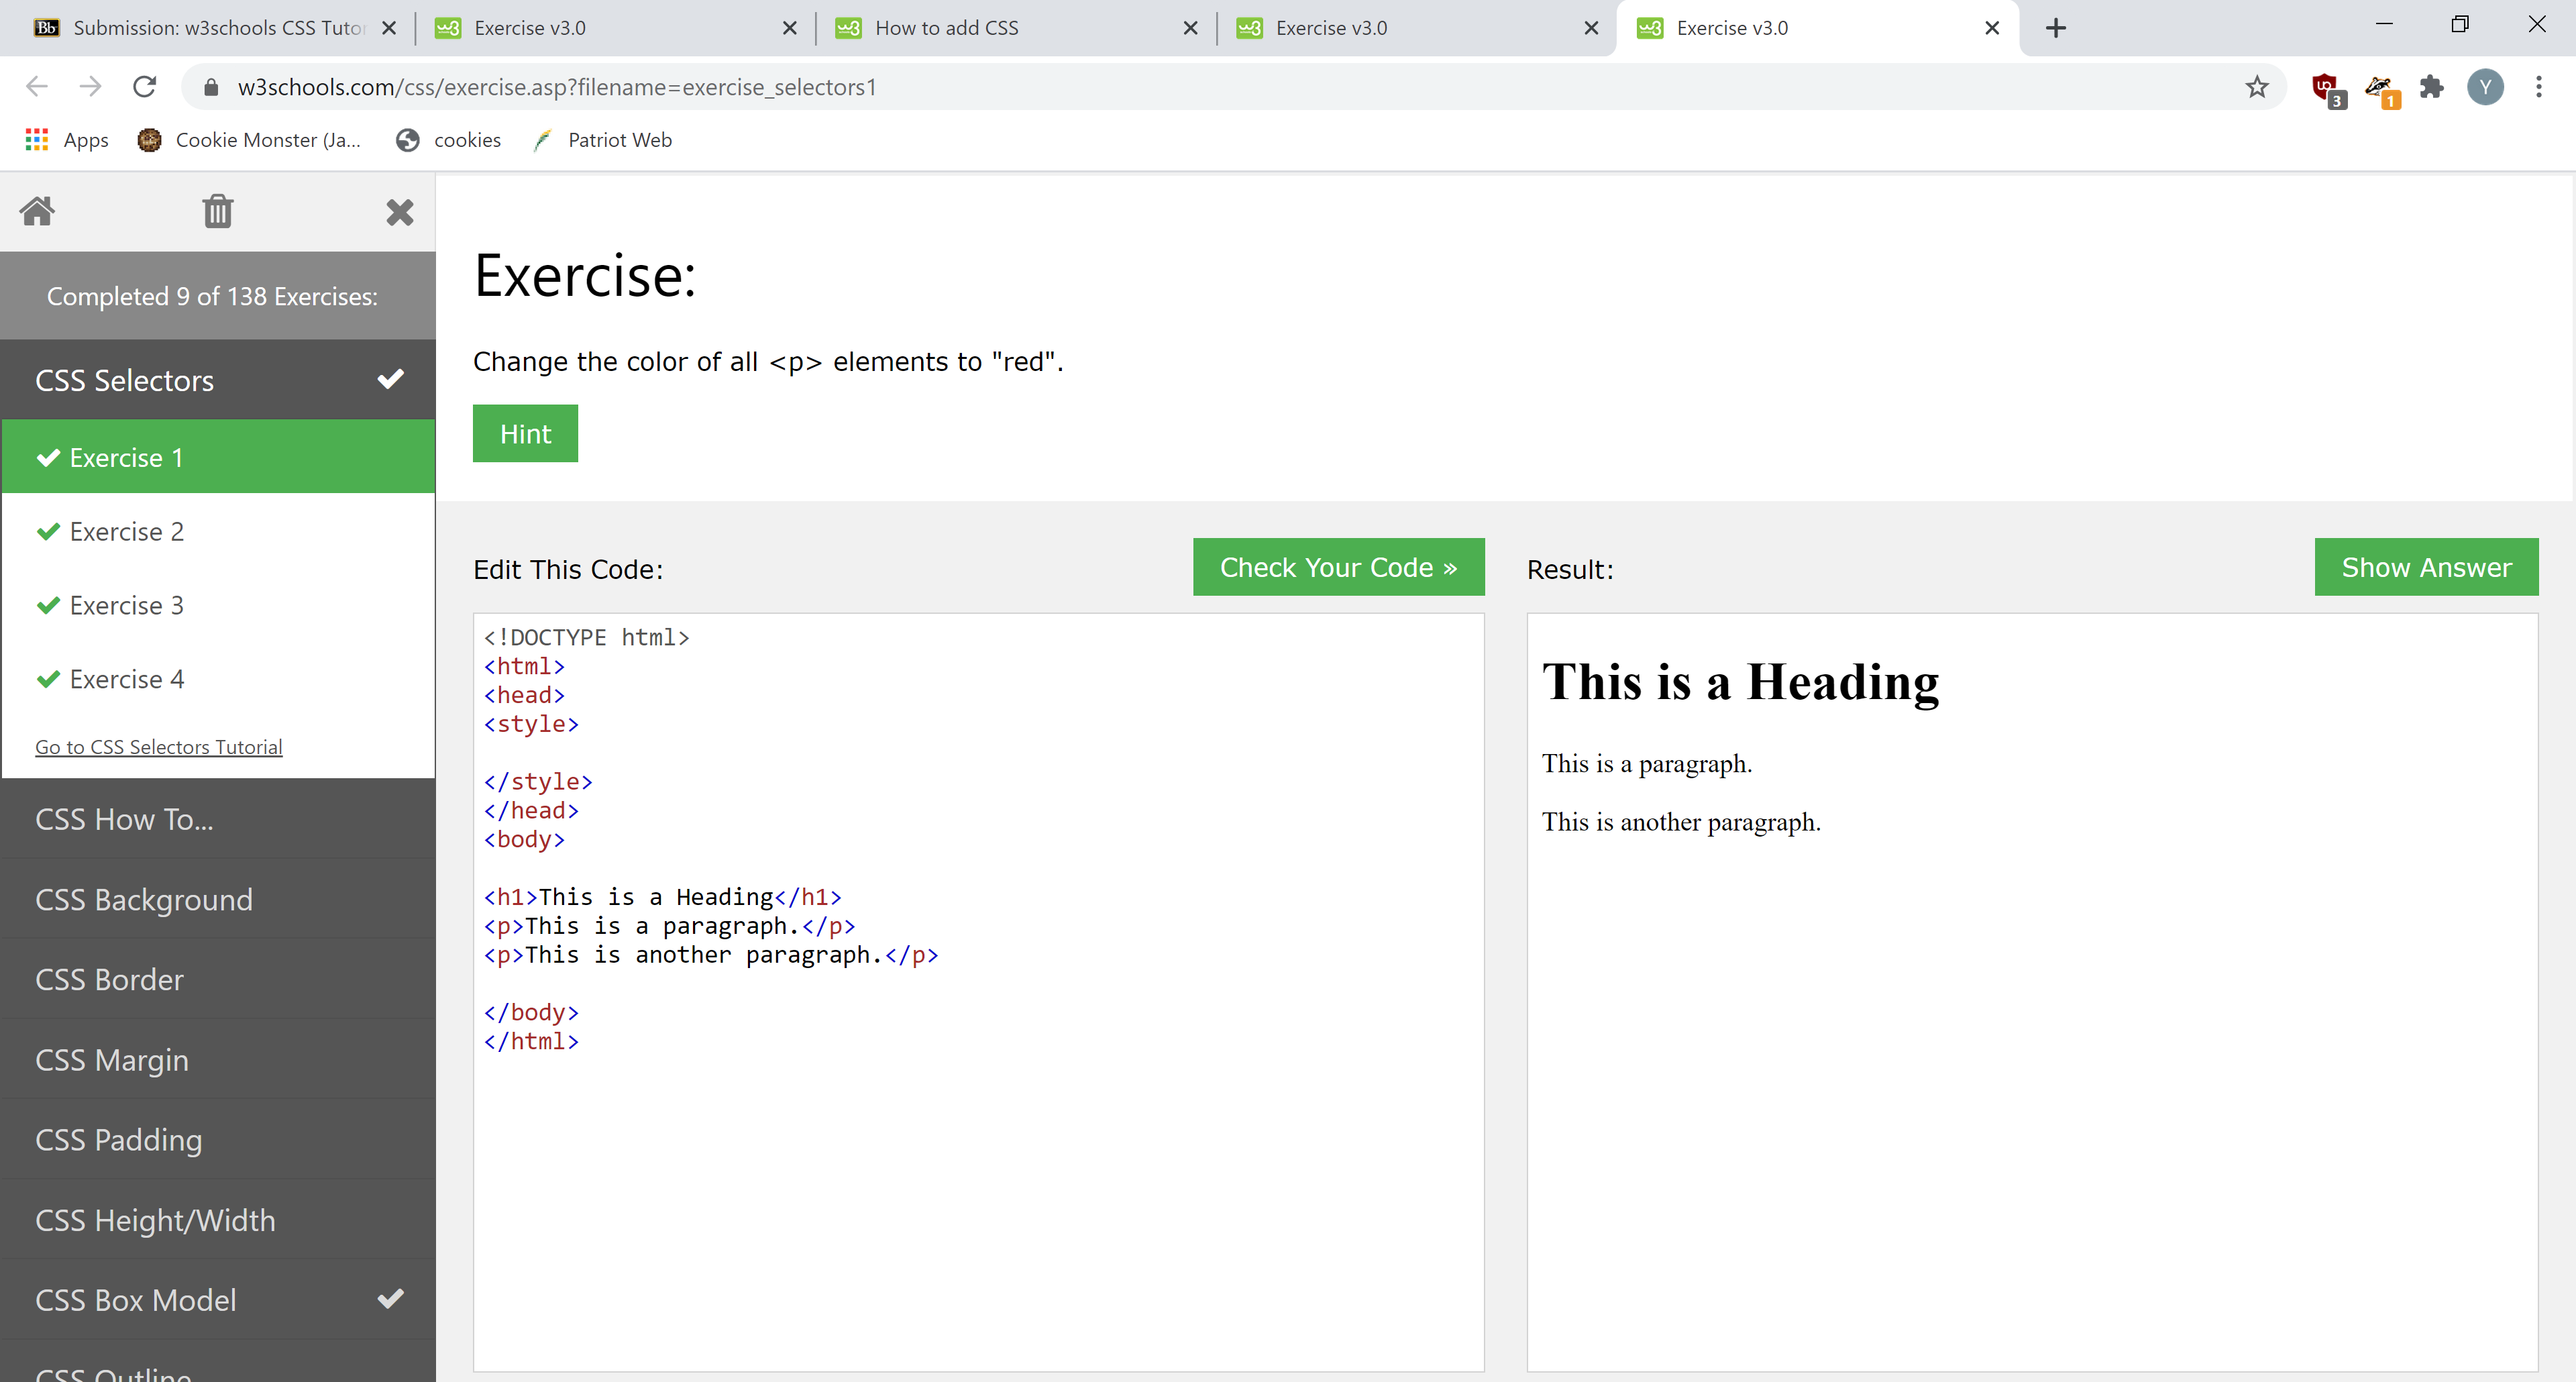 Submission: w3schools CSS Tutor
Exercise v3.0
How to add CSS
Exercise v3.0
Exercise v3.0
w3schools.com/css/exercise.asp?filename=exercise_selectors1
3
1
Y
Apps
Cookie Monster (Ja...
cookies
Patriot Web
Completed 9 of 138 Exercises:
CSS Selectors
Exercise 1
Exercise 2
Exercise 3
Exercise 4
Go to CSS Selectors Tutorial
CSS How To...
CSS Background
CSS Border
CSS Margin
CSS Padding
CSS Height/Width
CSS Box Model
CSS Outline
Exercise:
Change the color of all <p> elements to "red".
Hint
Edit This Code:
Check Your Code »
<!DOCTYPE html>
<html>
<head>
<style>
</style>
</head>
<body>
<h1>This is a Heading</h1>
<p>This is a paragraph.</p>
<p>This is another paragraph.</p>
</body>
</html>
Result:
Show Answer
This is a Heading
This is a paragraph.
This is another paragraph.